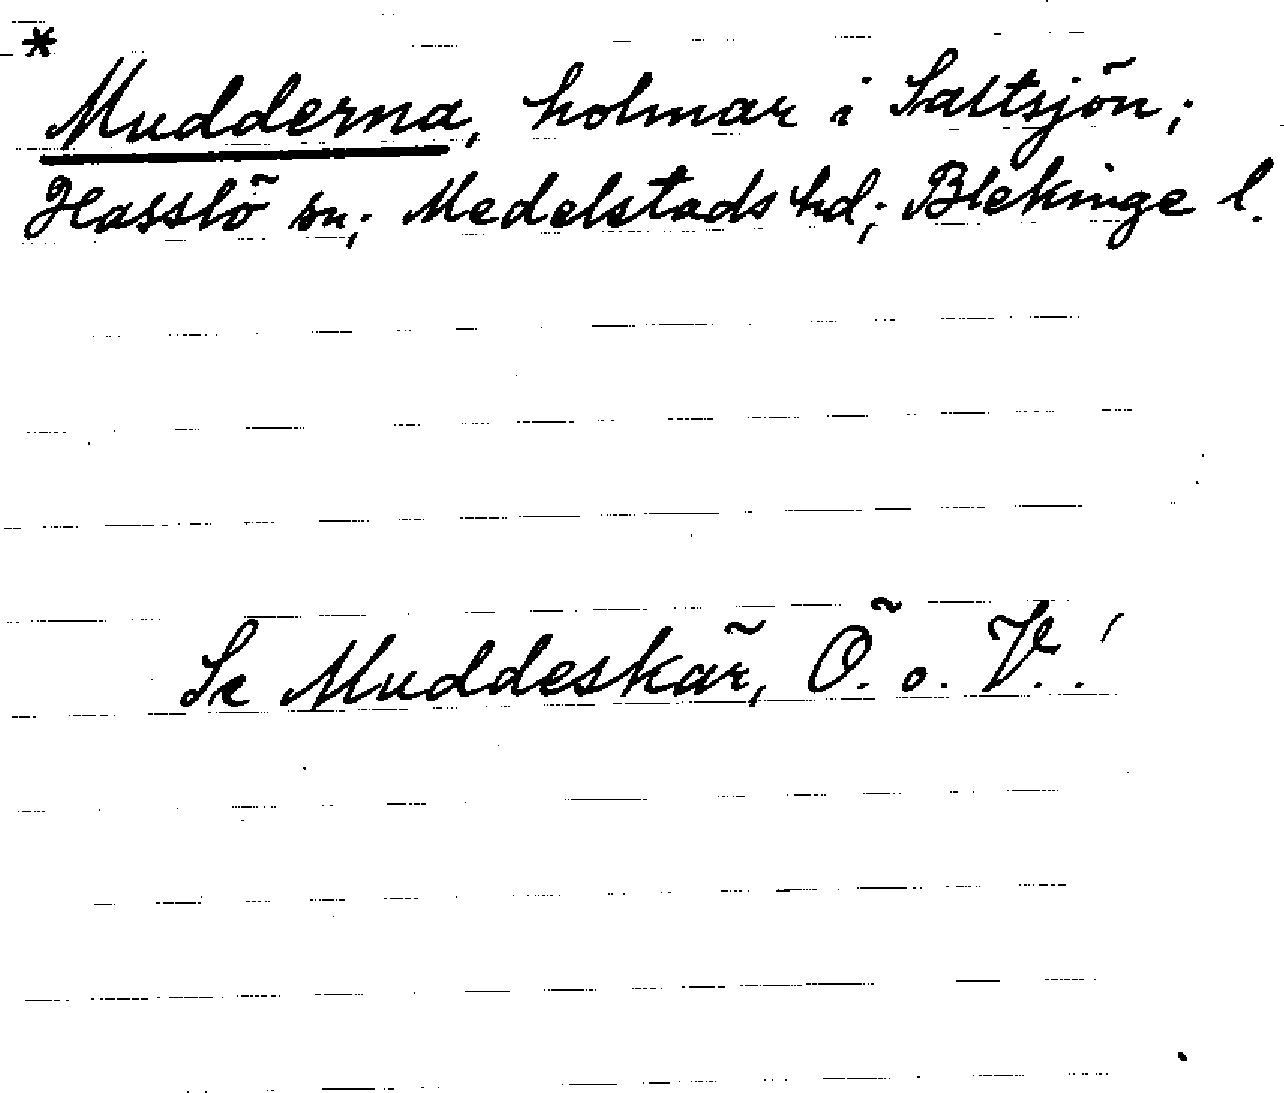 *
Mudderna, holmar i Saltsjön;
Hasslö sn; Medelstads hd; Blekinge l.
Se Muddeskär, Ö. o. V.!